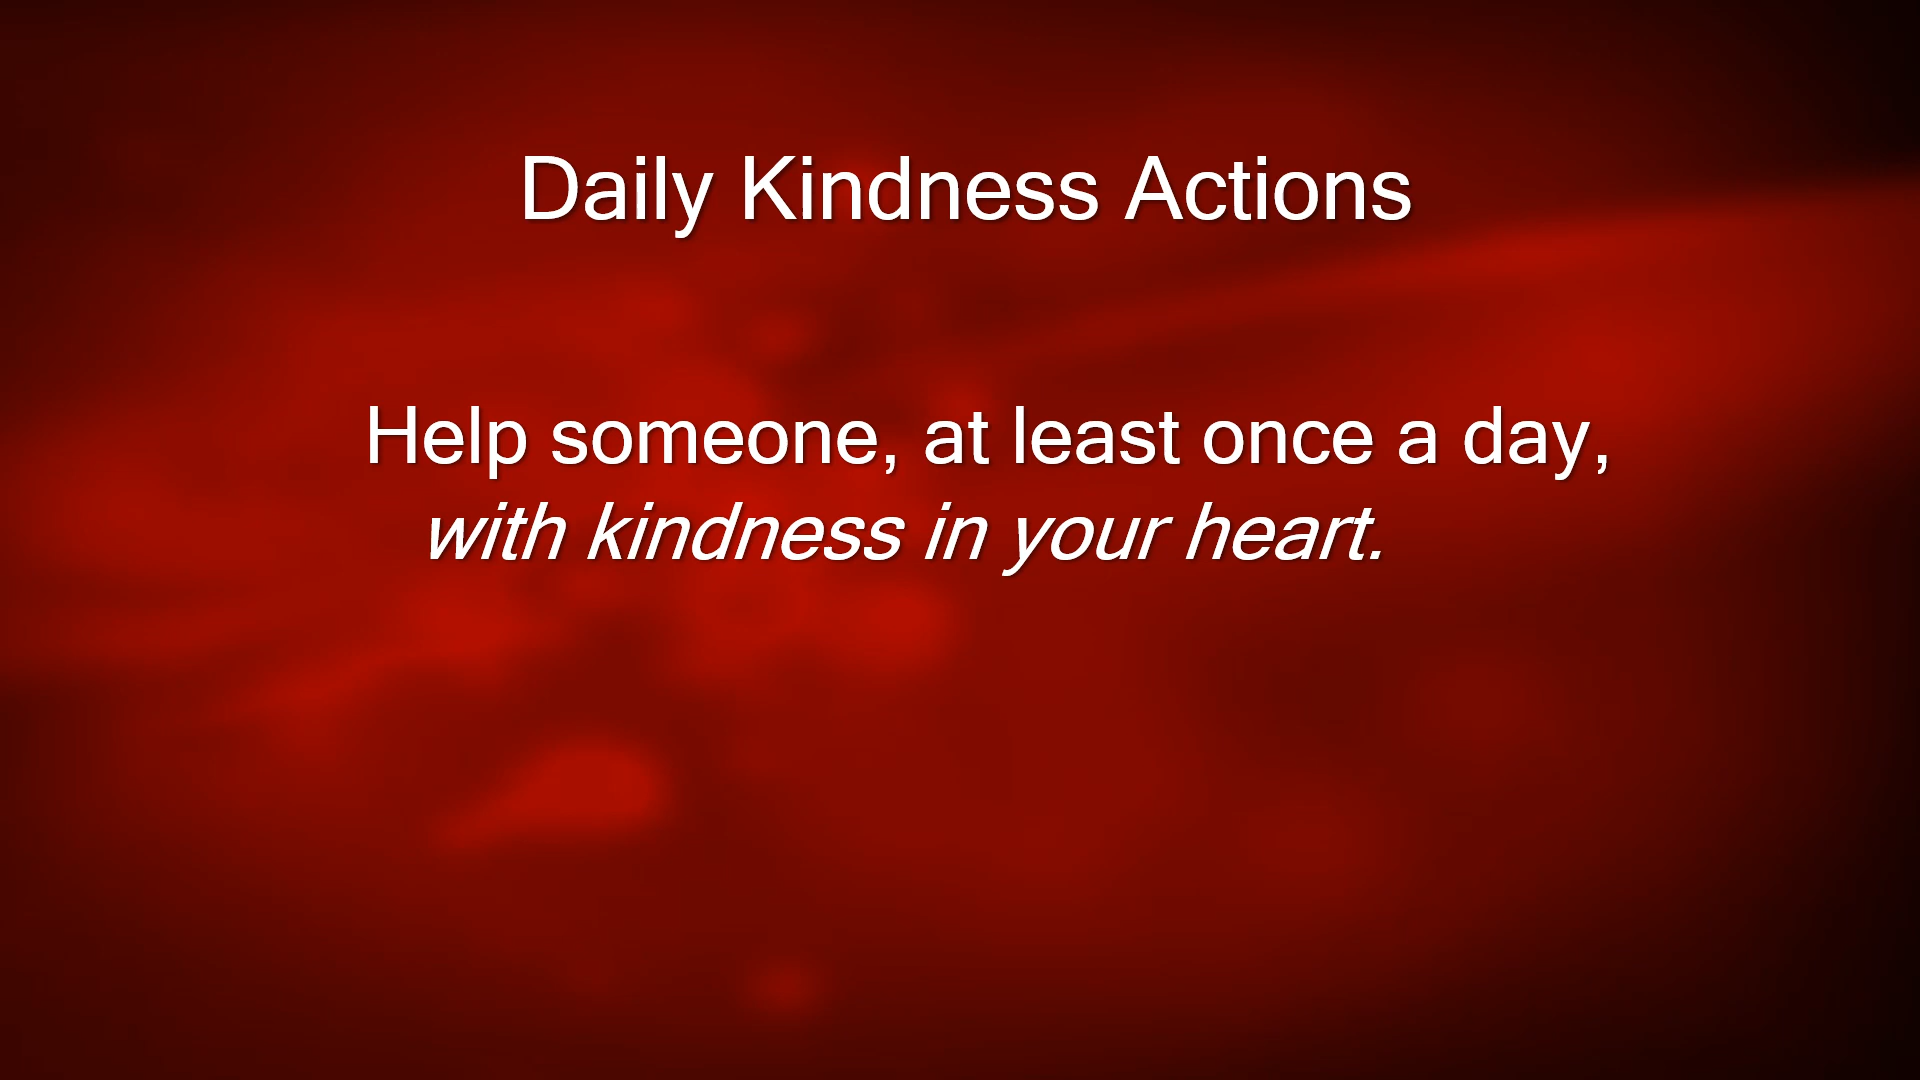 Daily Kindness Actions
Help someone, at least once a day,
with kindness in your heart.